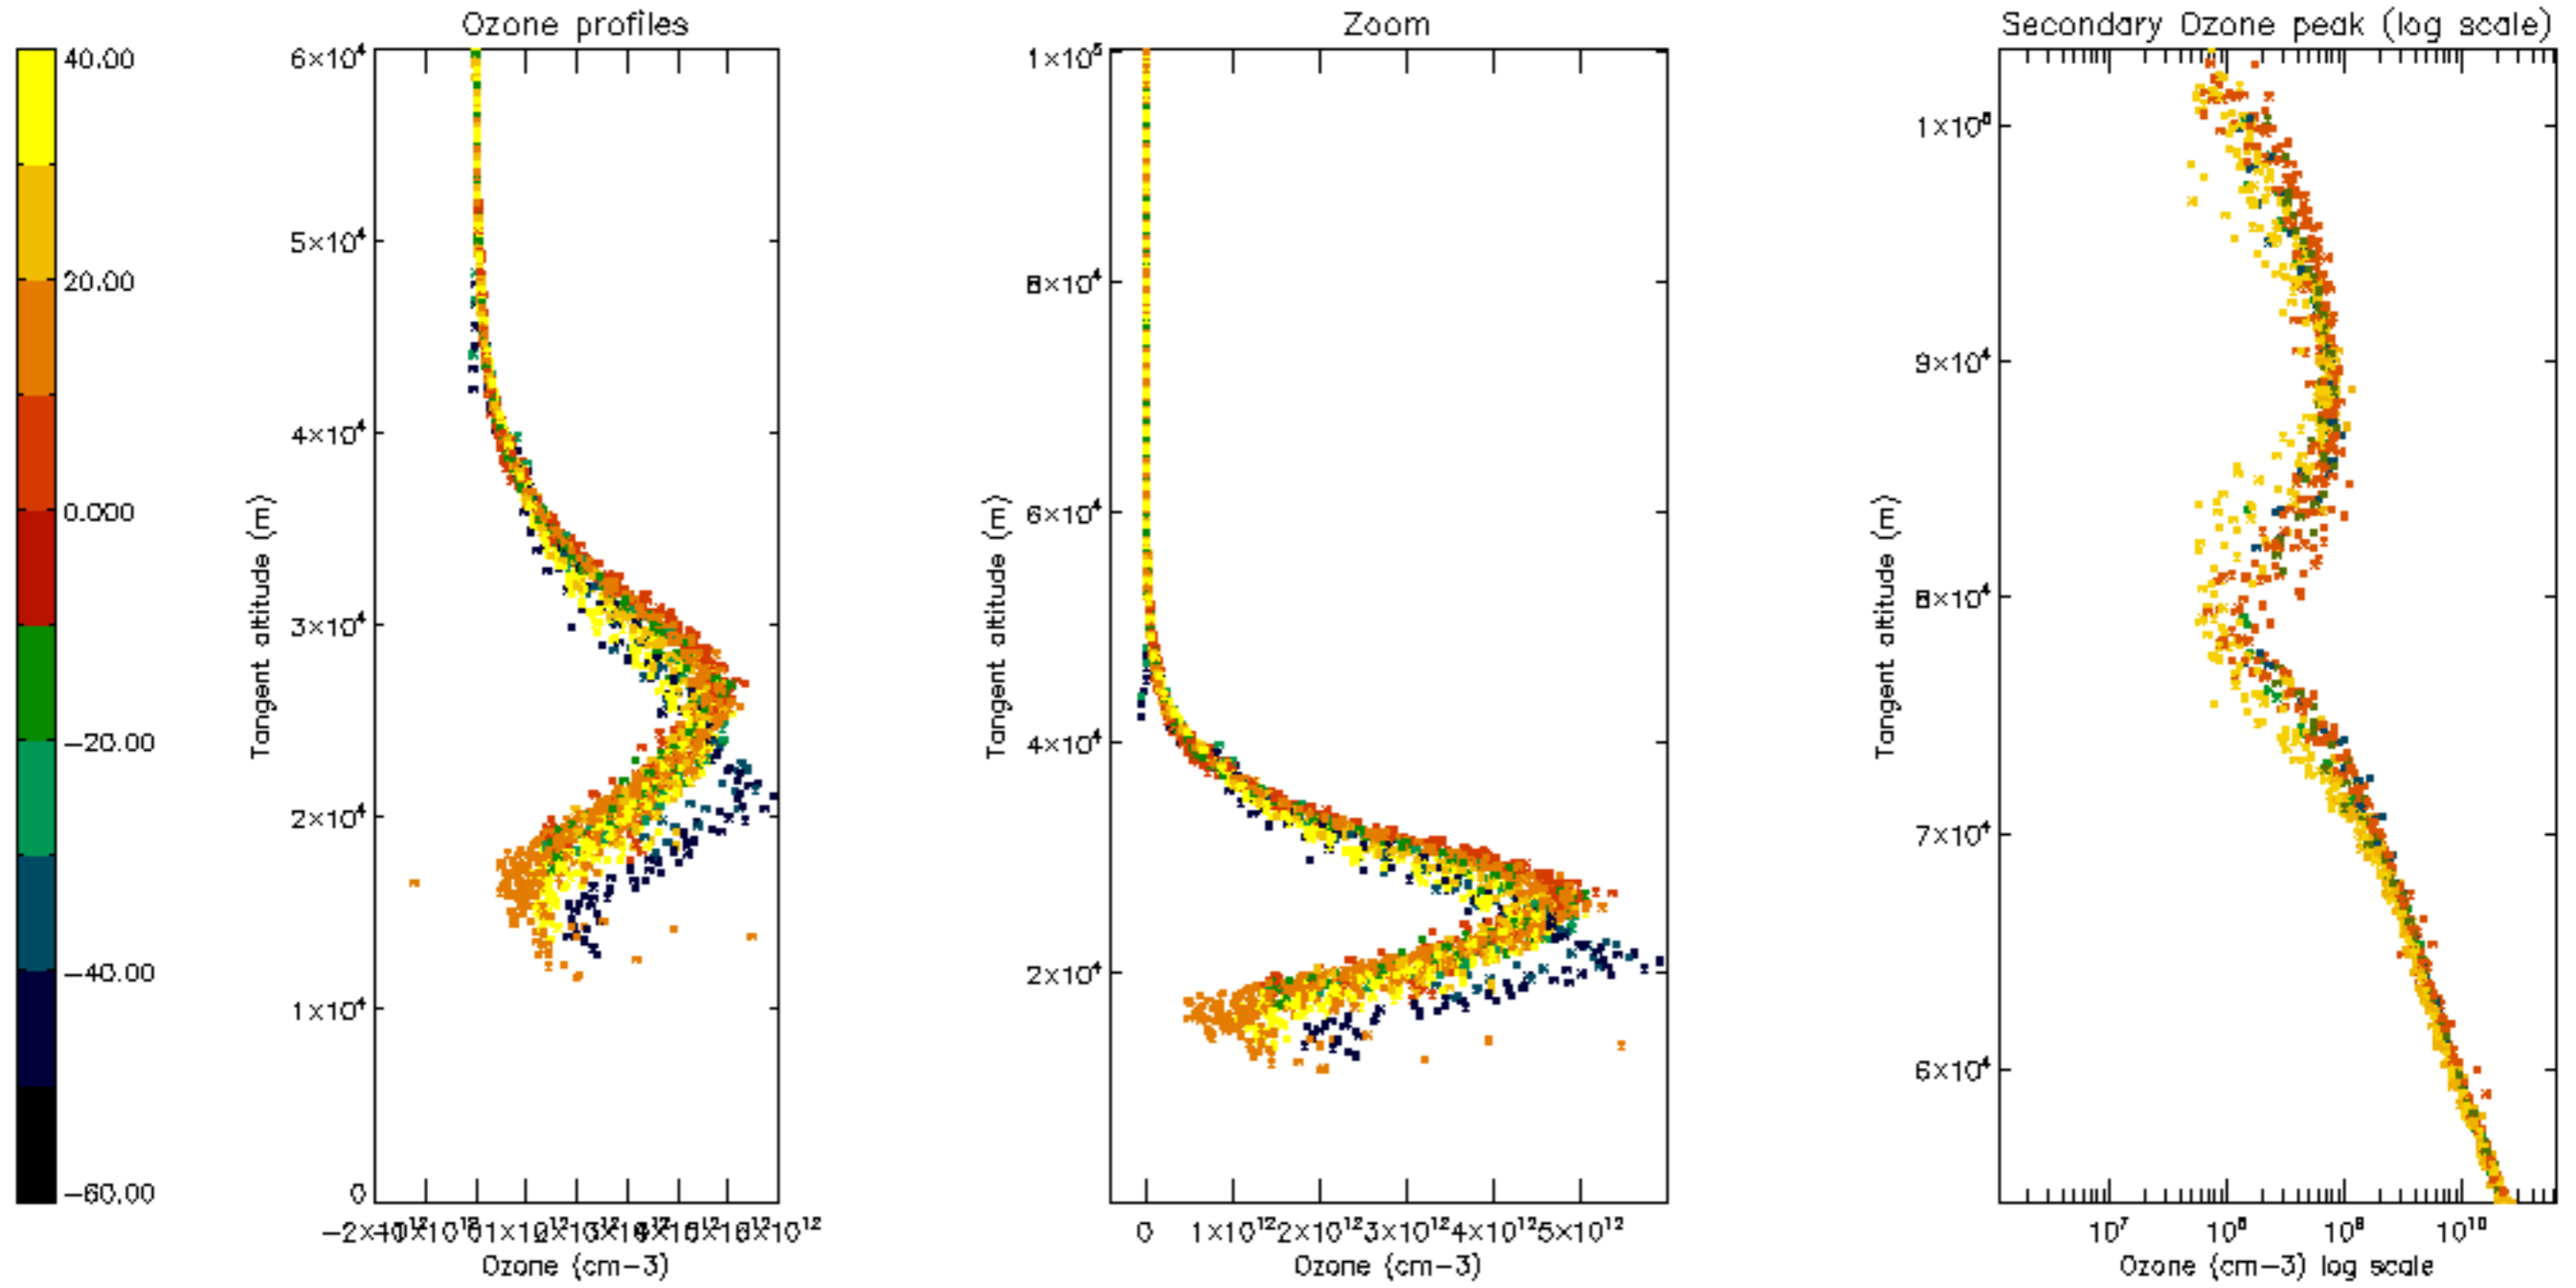 Ozone profiles
Zoom
Secondary Ozone peak (log scale)
40.00
20.00
0.000
−20.00
−40.00
−60.00
6×10⁴
5×10⁴
4×10⁴
3×10⁴
2×10⁴
1×10⁴
0
Tangent altitude (m)
Ozone (cm−3)
1×10⁵
8×10⁴
6×10⁴
4×10⁴
2×10⁴
Tangent altitude (m)
0 1×10¹² 2×10¹² 3×10¹² 4×10¹² 5×10¹²
Ozone (cm−3)
1×10⁵
9×10⁴
8×10⁴
7×10⁴
6×10⁴
Tangent altitude (m)
10⁷ 10⁸ 10⁹ 10¹⁰
Ozone (cm−3) log scale